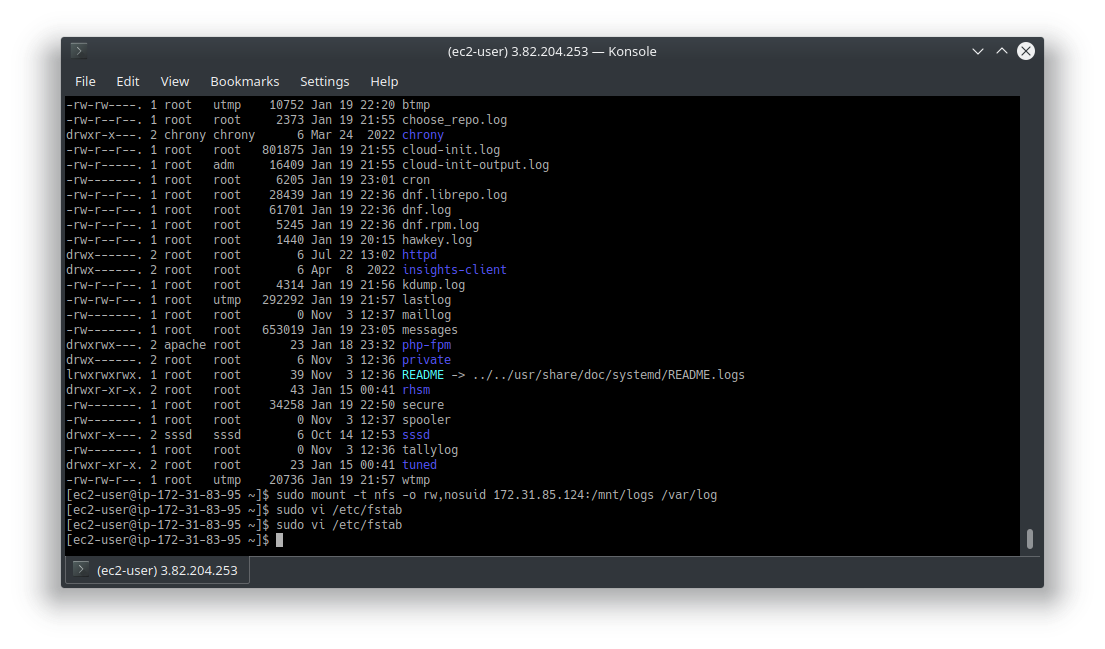 (ec2-user) 3.82.204.253 — Konsole
File Edit View Bookmarks Settings Help
-rw-rw----. 1 root   utmp    10752 Jan 19 22:20 btmp
-rw-r--r--. 1 root   root     2373 Jan 19 21:55 choose_repo.log
drwxr-x---. 2 chrony chrony      6 Mar 24  2022 chrony
-rw-r--r--. 1 root   root   801875 Jan 19 21:55 cloud-init.log
-rw-r-----. 1 root   adm     16409 Jan 19 21:55 cloud-init-output.log
-rw-------. 1 root   root     6205 Jan 19 23:01 cron
-rw-r--r--. 1 root   root    28439 Jan 19 22:36 dnf.librepo.log
-rw-r--r--. 1 root   root    61701 Jan 19 22:36 dnf.log
-rw-r--r--. 1 root   root     5245 Jan 19 22:36 dnf.rpm.log
-rw-r--r--. 1 root   root     1440 Jan 19 20:15 hawkey.log
drwx------. 2 root   root        6 Jul 22 13:02 httpd
drwx------. 2 root   root        6 Apr  8  2022 insights-client
-rw-r--r--. 1 root   root     4314 Jan 19 21:56 kdump.log
-rw-rw-r--. 1 root   utmp   292292 Jan 19 21:57 lastlog
-rw-------. 1 root   root        0 Nov  3 12:37 maillog
-rw-------. 1 root   root   653019 Jan 19 23:05 messages
drwxrwx---. 2 apache root       23 Jan 18 23:32 php-fpm
drwx------. 2 root   root        6 Nov  3 12:36 private
lrwxrwxrwx. 1 root   root       39 Nov  3 12:36 README -> ../../usr/share/doc/systemd/README.logs
drwxr-xr-x. 2 root   root       43 Jan 15 00:41 rhsm
-rw-------. 1 root   root    34258 Jan 19 22:50 secure
-rw-------. 1 root   root        0 Nov  3 12:37 spooler
drwxr-x---. 2 sssd   sssd        6 Oct 14 12:53 sssd
-rw-------. 1 root   root        0 Nov  3 12:36 tallylog
drwxr-xr-x. 2 root   root       23 Jan 15 00:41 tuned
-rw-rw-r--. 1 root   utmp    20736 Jan 19 21:57 wtmp
[ec2-user@ip-172-31-83-95 ~]$ sudo mount -t nfs -o rw,nosuid 172.31.85.124:/mnt/logs /var/log
[ec2-user@ip-172-31-83-95 ~]$ sudo vi /etc/fstab
[ec2-user@ip-172-31-83-95 ~]$ sudo vi /etc/fstab
[ec2-user@ip-172-31-83-95 ~]$
(ec2-user) 3.82.204.253